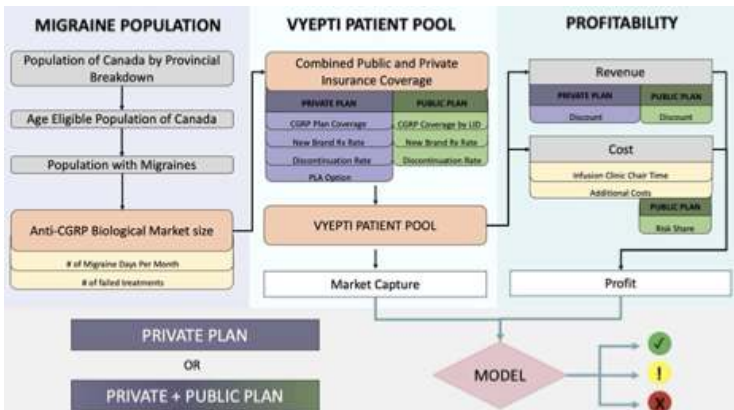 MIGRAINE POPULATION
Population of Canada by Provincial
Breakdown
Age Eligible Population of Canada
Population with Migraines
Anti-CGRP Biological Market size
# of Migraine Days Per Month
# of failed treatments
VYEPTI PATIENT POOL
Combined Public and Private
Insurance Coverage
PRIVATE PLAN
CGRP Plan Coverage
New Brand Rx Rate
Discontinuation Rate
PLA Option
PUBLIC PLAN
CGRP Coverage by LID
New Brand Rx Rate
Discontinuation Rate
VYEPTI PATIENT POOL
Market Capture
PROFITABILITY
Revenue
PRIVATE PLAN
Discount
PUBLIC PLAN
Discount
Cost
Infusion Clinic Chair Time
Additional Costs
PUBLIC PLAN
Risk Share
Profit
PRIVATE PLAN
OR
PRIVATE + PUBLIC PLAN
MODEL
!